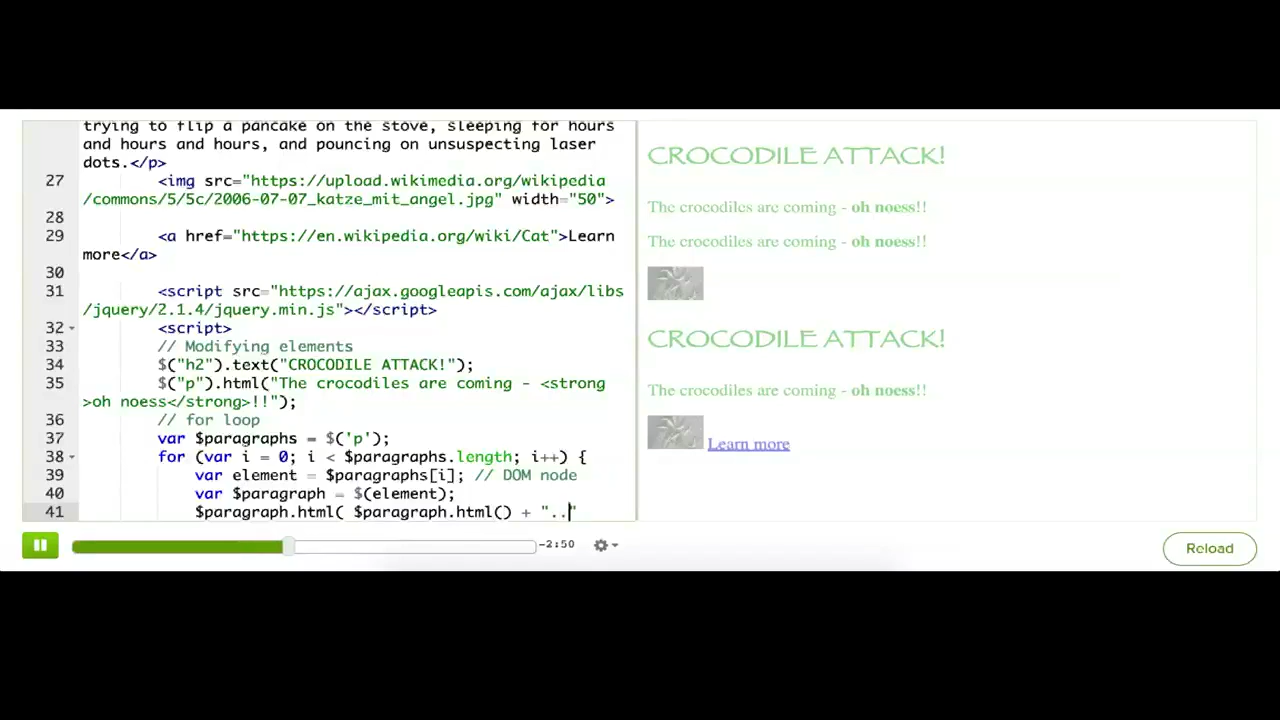 trying to flip a pancake on the stove, sleeping for hours
and hours and hours, and pouncing on unsuspecting laser
dots.</p>
27 <img src="https://upload.wikimedia.org/wikipedia
/commons/5/5c/2006-07-07_katze_mit_angel.jpg" width="50">
28
29 <a href="https://en.wikipedia.org/wiki/Cat">Learn
more</a>
30
31 <script src="https://ajax.googleapis.com/ajax/libs
/jquery/2.1.4/jquery.min.js"></script>
32 <script>
33 // Modifying elements
34 $("h2").text("CROCODILE ATTACK!");
35 $("p").html("The crocodiles are coming - <strong
>oh noess</strong>!!");
36 // for loop
37 var $paragraphs = $('p');
38 for (var i = 0; i < $paragraphs.length; i++) {
39 var element = $paragraphs[i]; // DOM node
40 var $paragraph = $(element);
41 $paragraph.html( $paragraph.html() + ".."
CROCODILE ATTACK!
The crocodiles are coming - oh noess!!
The crocodiles are coming - oh noess!!
CROCODILE ATTACK!
The crocodiles are coming - oh noess!!
Learn more
-2:50
Reload